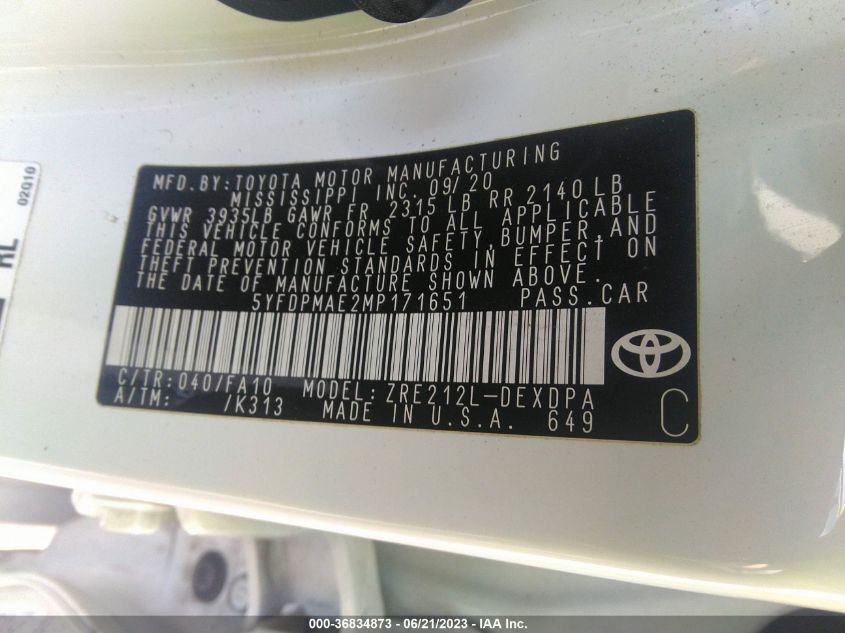 MFD.BY:TOYOTA MOTOR MANUFACTURING
MISSISSIPPI INC. 09/20
GVWR 3935LB GAWR FR 2315 LB RR 2140 LB
THIS VEHICLE CONFORMS TO ALL APPLICABLE
FEDERAL MOTOR VEHICLE SAFETY,BUMPER,AND
THEFT PREVENTION STANDARDS IN EFFECT ON
THE DATE OF MANUFACTURE SHOWN ABOVE.
5YFDPMAE2MP171651 PASS.CAR
C/TR:040/FA10 MODEL:ZRE212L-DEXDPA
A/TM: /K313 MADE IN U.S.A. 649
C
RL
02Q10
000-36834873 - 06/21/2023 - IAA Inc.